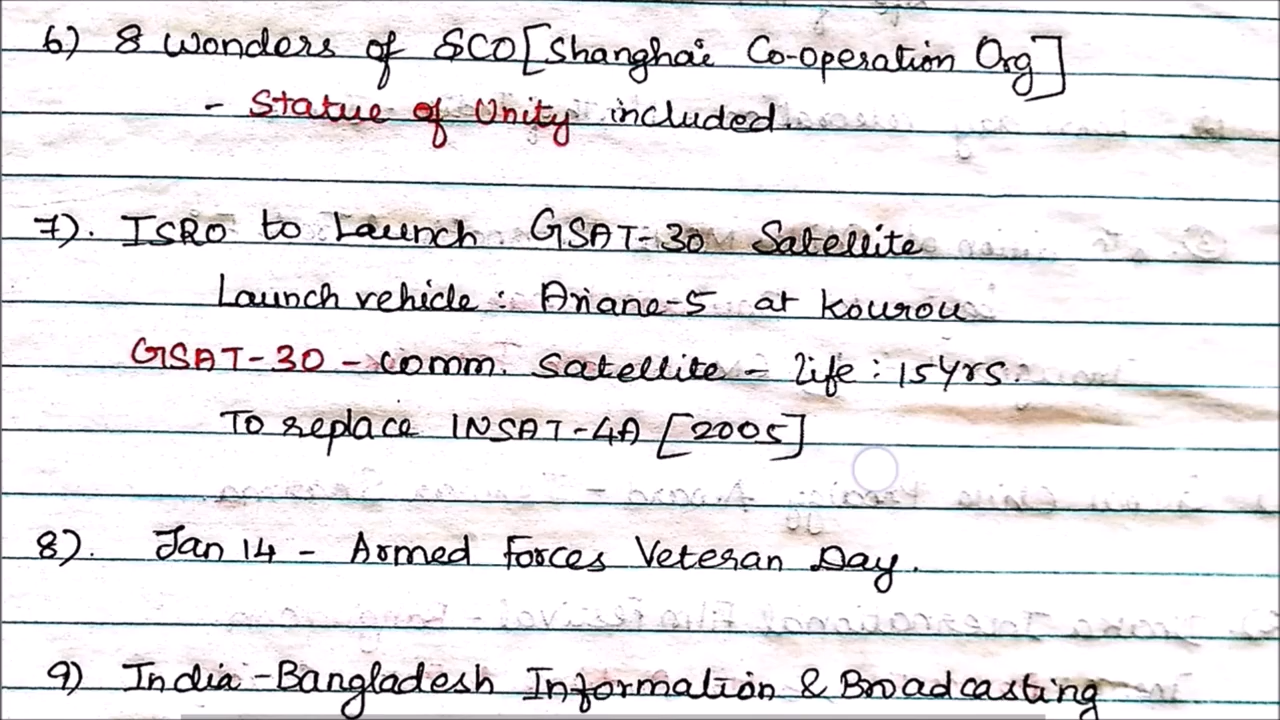 6) 8 Wonders of SCO[Shanghai Co-operation Org]
- Statue of Unity included.
7). ISRO to Launch GSAT-30 Satellite
Launch vehicle : Ariane-5 at Kourou
GSAT-30 - comm. Satellite - life : 15yrs.
To replace INSAT-4A [2005]
8). Jan 14 - Armed Forces Veteran Day.
9) India-Bangladesh Information & Broadcasting